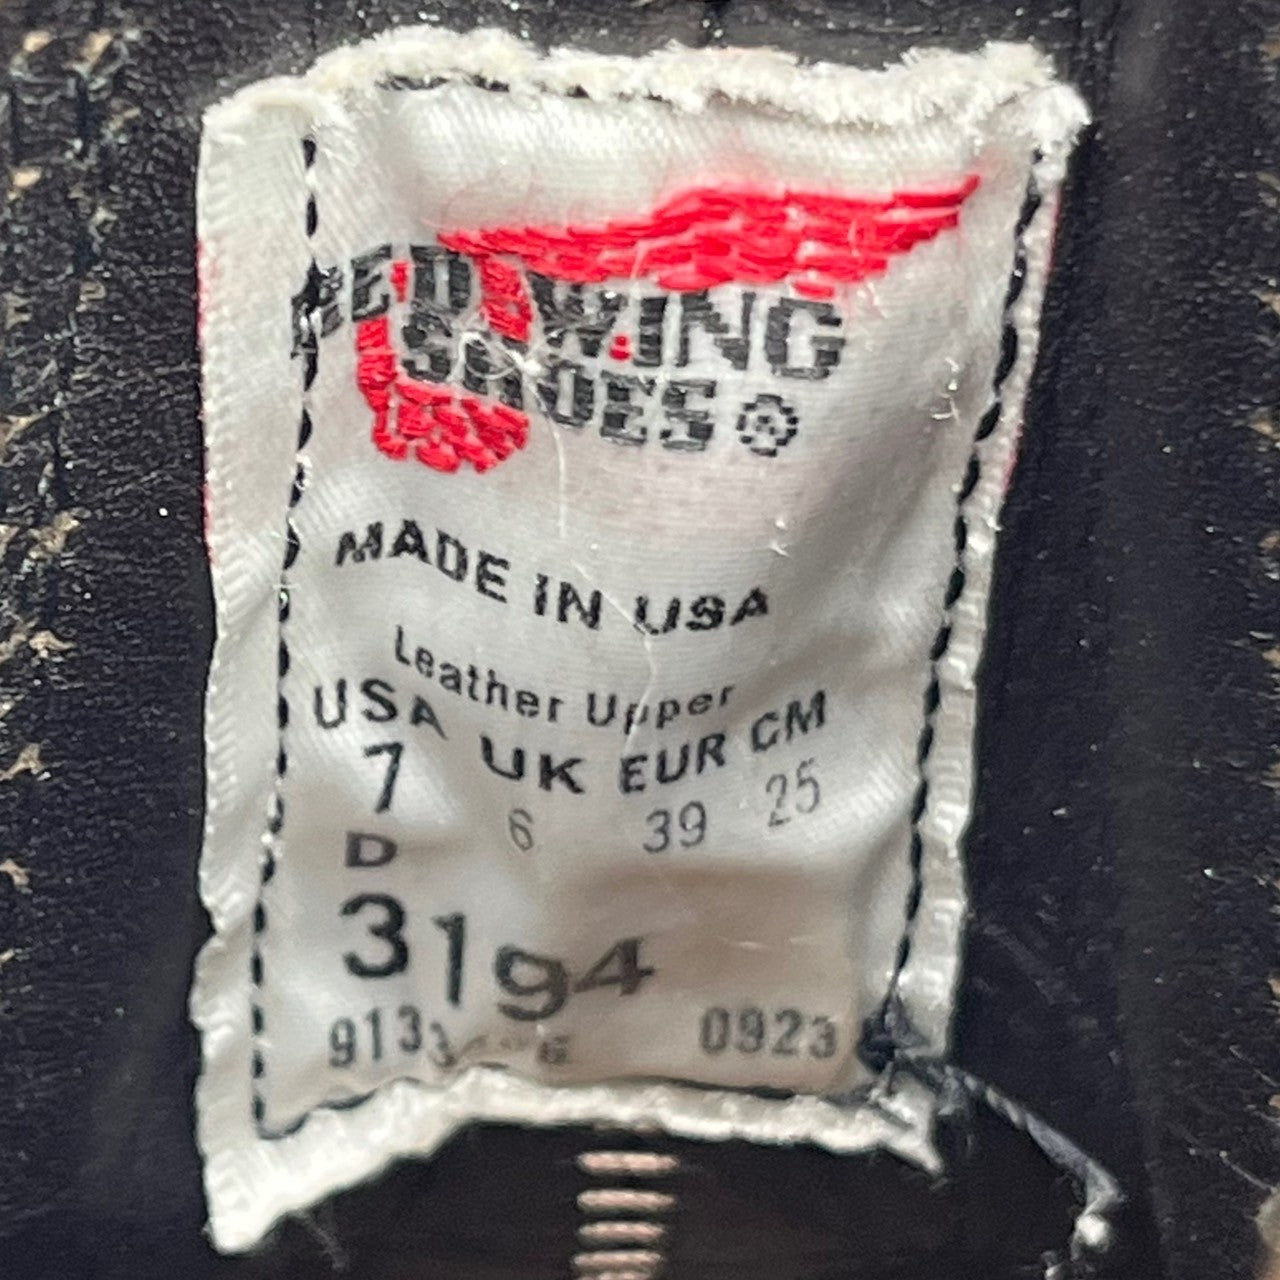 RED WING
SHOES ®
MADE IN USA
Leather Upper
USA UK EUR CM
7 6 39 25
D
3194
0923